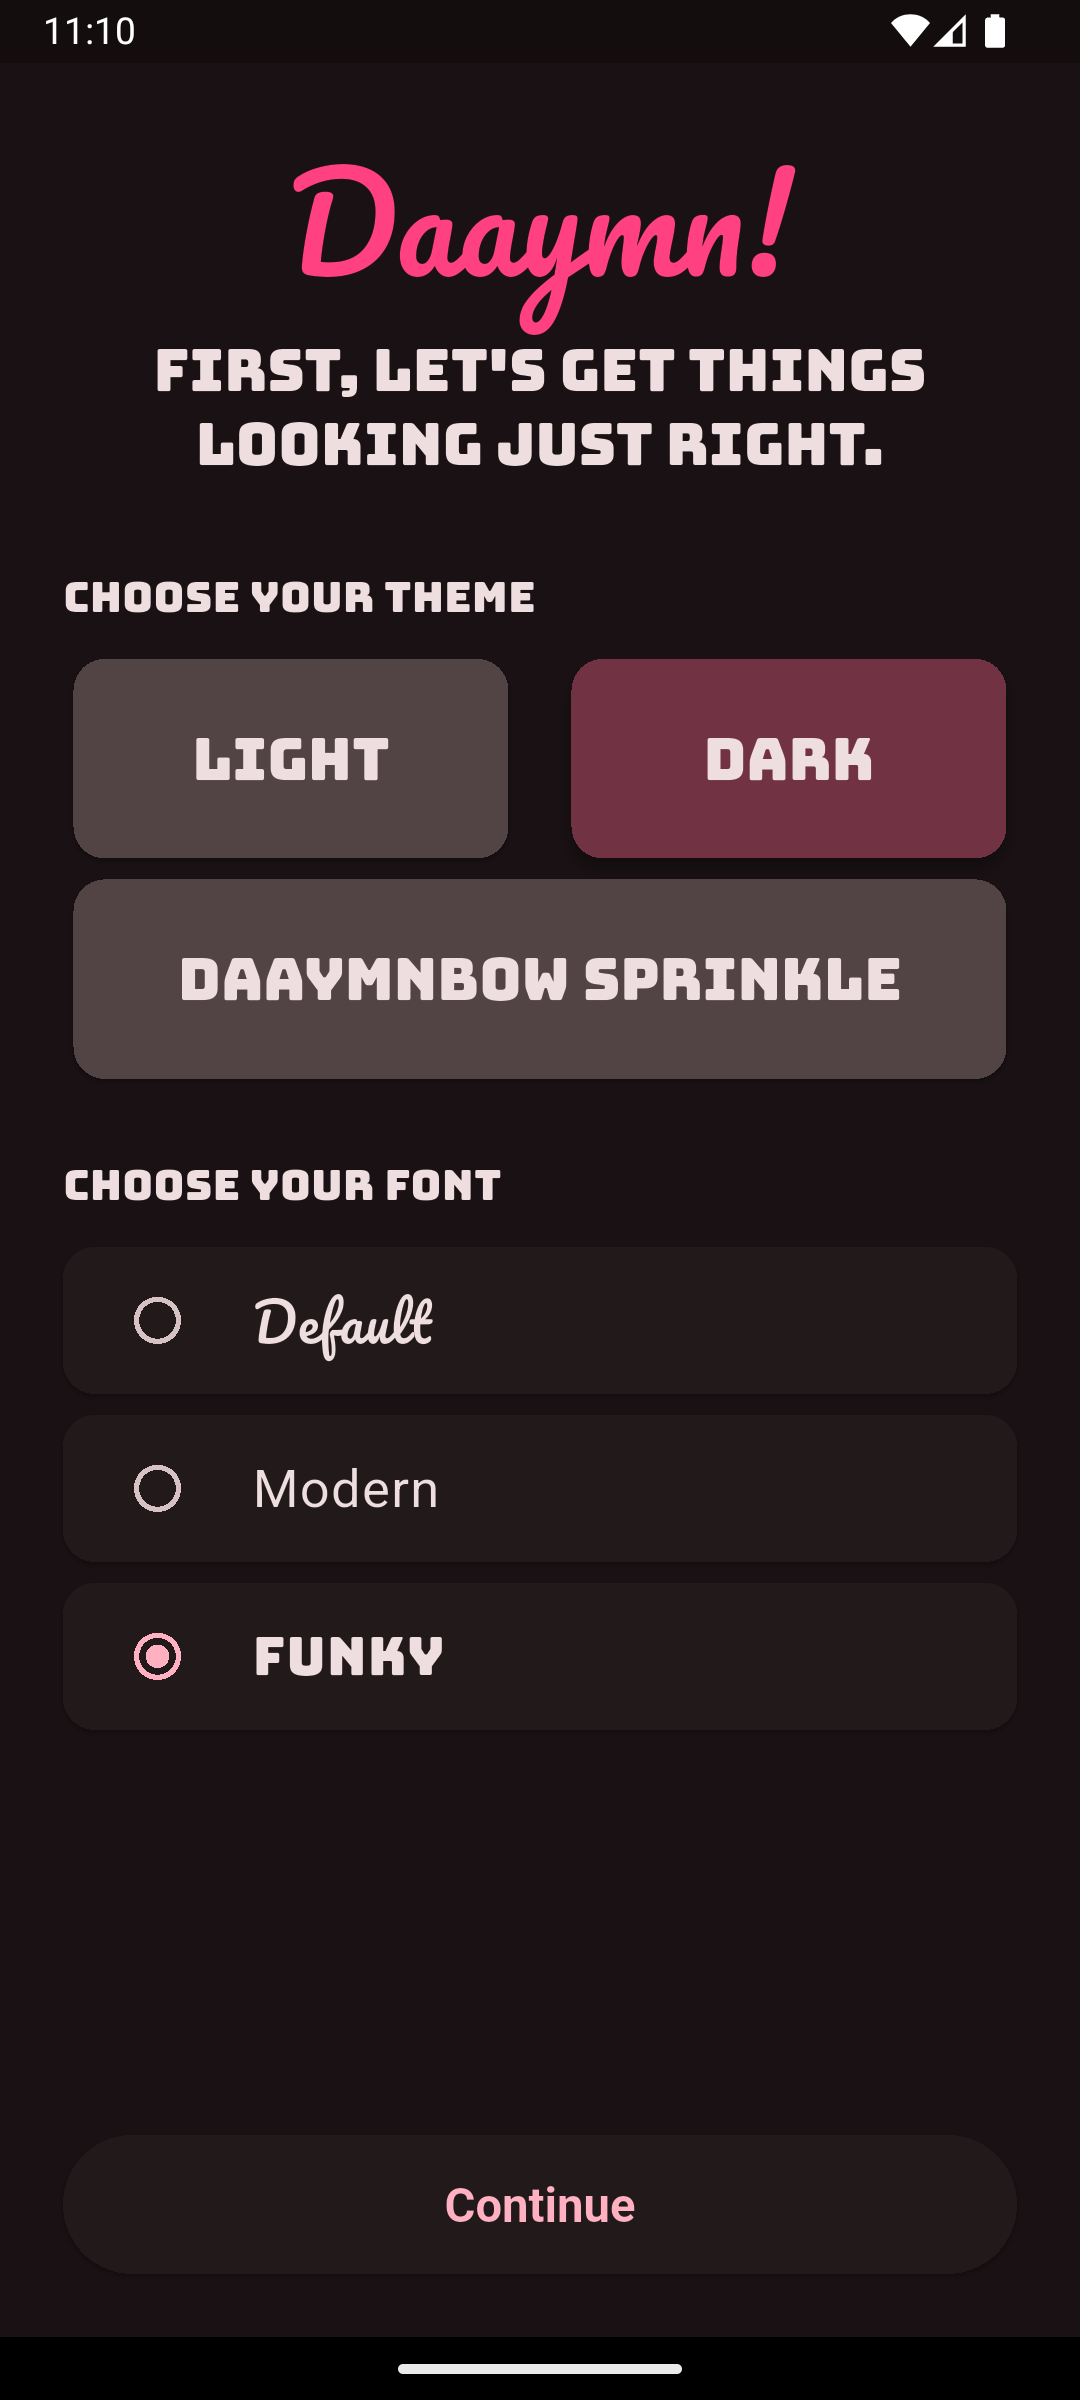 11:10
Daaymn!
FIRST, LET'S GET THINGS
LOOKING JUST RIGHT.
CHOOSE YOUR THEME
LIGHT
DARK
DAAYMNBOW SPRINKLE
CHOOSE YOUR FONT
Default
Modern
FUNKY
Continue